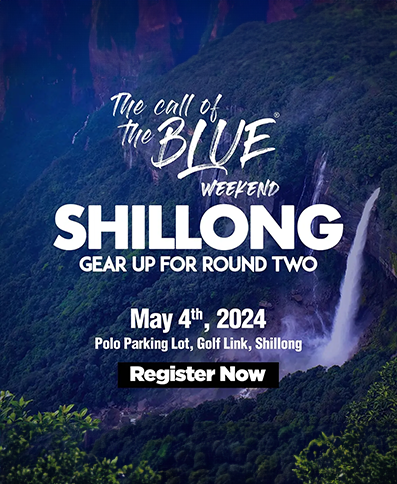 The call of
the BLUE®
WEEKEND
SHILLONG
GEAR UP FOR ROUND TWO
May 4th, 2024
Polo Parking Lot, Golf Link, Shillong
Register Now